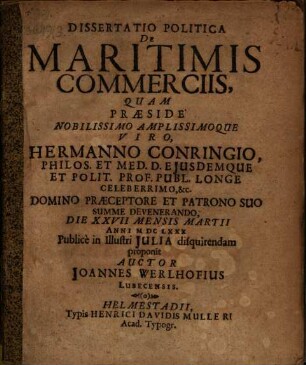 DISSERTATIO POLITICA
De
MARITIMIS
COMMERCIIS,
QUAM
PRÆSIDE
NOBILISSIMO AMPLISSIMOQUE
VIRO,
HERMANNO CONRINGIO,
PHILOS. ET MED. D. EJUSDEMQUE
ET POLIT. PROF. PUBL. LONGE
CELEBERRIMO, &c.
DOMINO PRÆCEPTORE ET PATRONO SUO
SUMME DEVENERANDO,
DIE XXVII MENSIS MARTII
ANNI M DC LXXX
Publicè in Illustri JULIA disquirendam
proponit
AUCTOR
JOANNES WERLHOFIUS
LUBECENSIS.
(o)
HELMESTADII,
Typis HENRICI DAVIDIS MULLERI
Acad. Typogr.